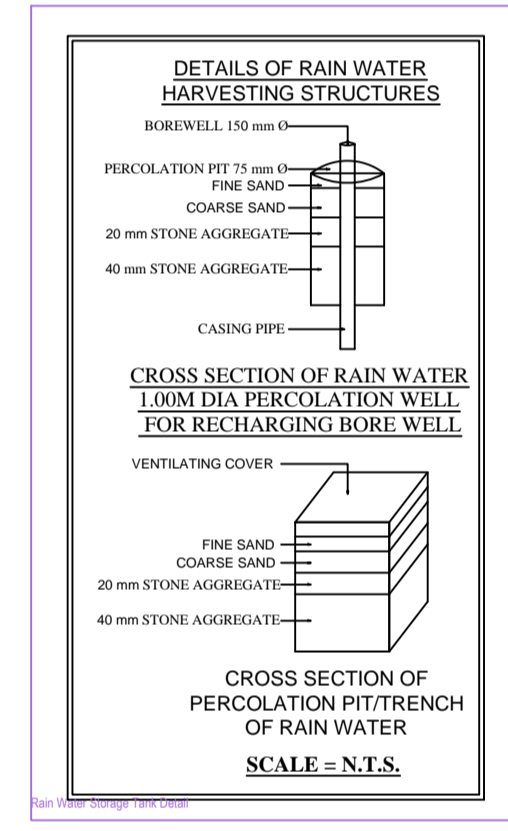 DETAILS OF RAIN WATER
HARVESTING STRUCTURES
BOREWELL 150 mm Ø
PERCOLATION PIT 75 mm Ø
FINE SAND
COARSE SAND
20 mm STONE AGGREGATE
40 mm STONE AGGREGATE
CASING PIPE
CROSS SECTION OF RAIN WATER
1.00M DIA PERCOLATION WELL
FOR RECHARGING BORE WELL
VENTILATING COVER
FINE SAND
COARSE SAND
20 mm STONE AGGREGATE
40 mm STONE AGGREGATE
CROSS SECTION OF
PERCOLATION PIT/TRENCH
OF RAIN WATER
SCALE = N.T.S.
Rain Water Storage Tank Detail